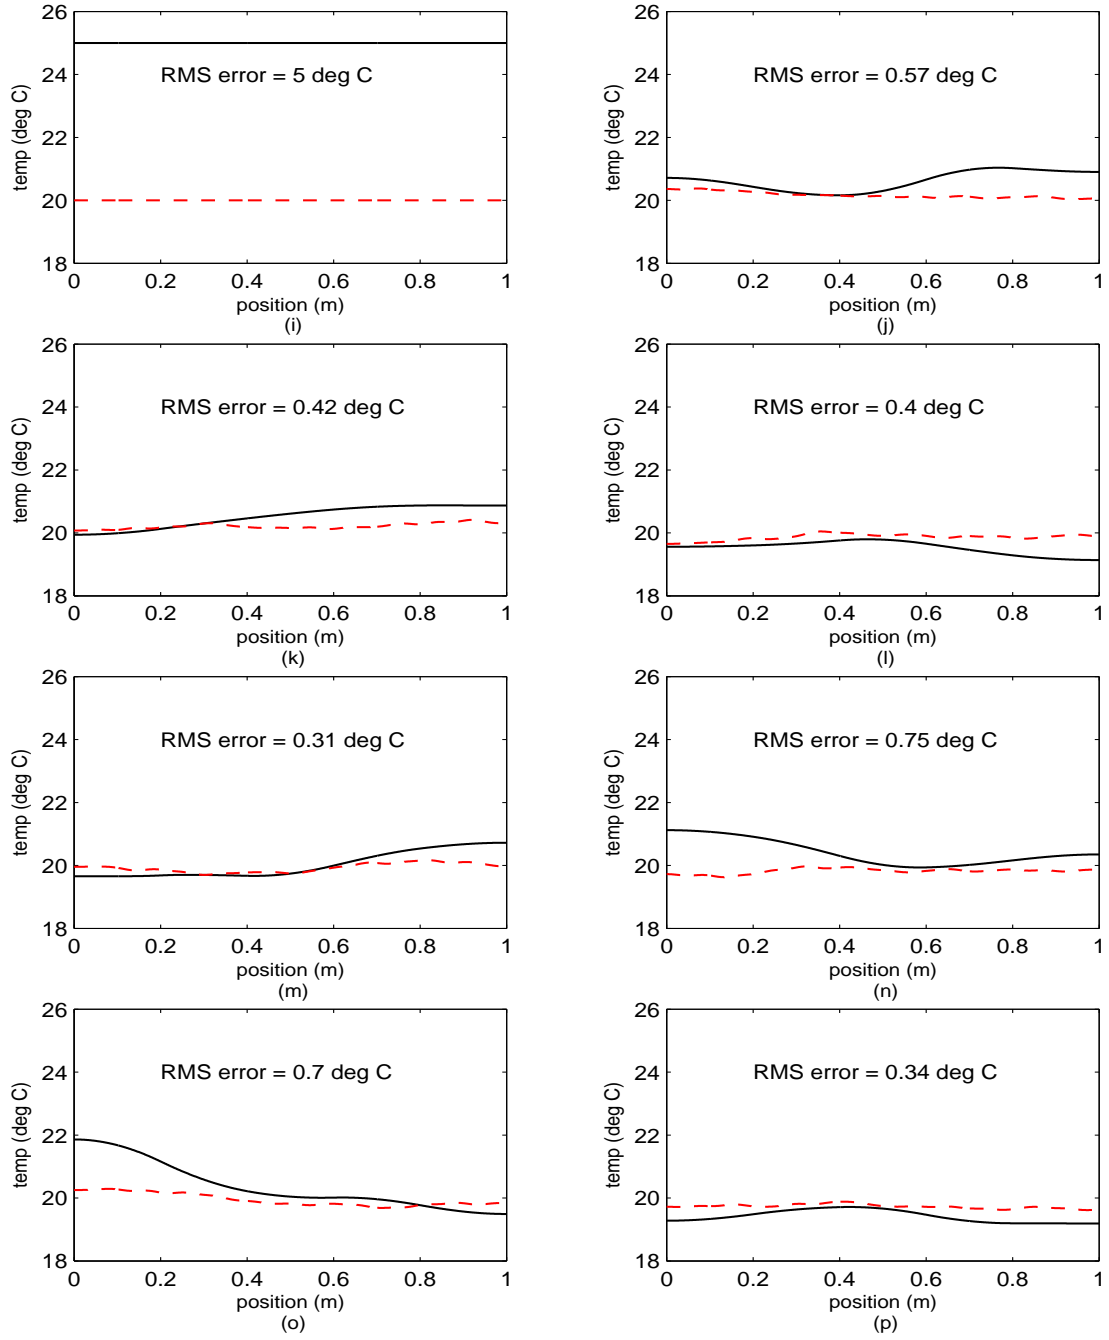 26
24
22
20
18
temp (deg C)
RMS error = 5 deg C
0 0.2 0.4 0.6 0.8 1
position (m)
(i)
26
24
22
20
18
temp (deg C)
RMS error = 0.57 deg C
0 0.2 0.4 0.6 0.8 1
position (m)
(j)
26
24
22
20
18
temp (deg C)
RMS error = 0.42 deg C
0 0.2 0.4 0.6 0.8 1
position (m)
(k)
26
24
22
20
18
temp (deg C)
RMS error = 0.4 deg C
0 0.2 0.4 0.6 0.8 1
position (m)
(l)
26
24
22
20
18
temp (deg C)
RMS error = 0.31 deg C
0 0.2 0.4 0.6 0.8 1
position (m)
(m)
26
24
22
20
18
temp (deg C)
RMS error = 0.75 deg C
0 0.2 0.4 0.6 0.8 1
position (m)
(n)
26
24
22
20
18
temp (deg C)
RMS error = 0.7 deg C
0 0.2 0.4 0.6 0.8 1
position (m)
(o)
26
24
22
20
18
temp (deg C)
RMS error = 0.34 deg C
0 0.2 0.4 0.6 0.8 1
position (m)
(p)